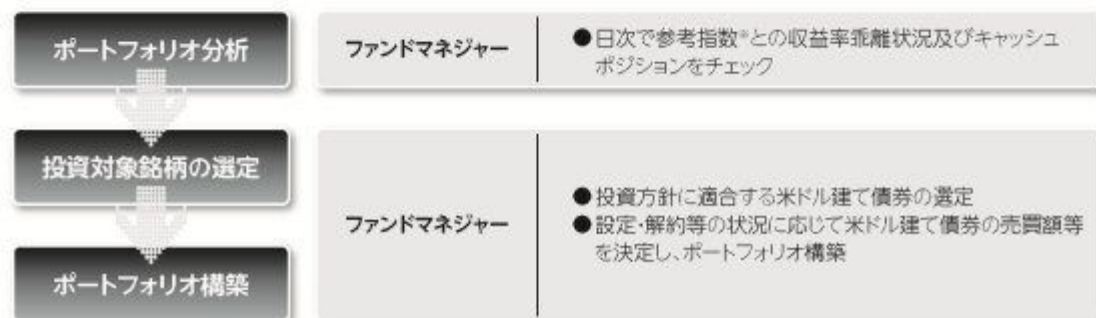 ポートフォリオ分析
ファンドマネジャー
●日次で参考指数※との収益率乖離状況及びキャッシュ
ポジションをチェック
投資対象銘柄の選定
ポートフォリオ構築
ファンドマネジャー
●投資方針に適合する米ドル建て債券の選定
●設定・解約等の状況に応じて米ドル建て債券の売買額等
を決定し、ポートフォリオ構築